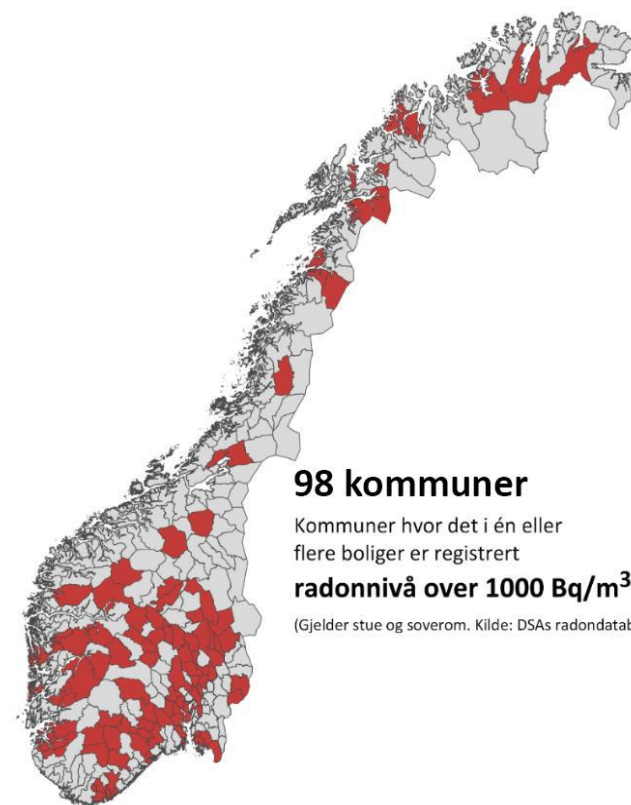 98 kommuner
Kommuner hvor det i én eller
flere boliger er registrert
radonnivå over 1000 Bq/m³
(Gjelder stue og soverom. Kilde: DSAs radondatab